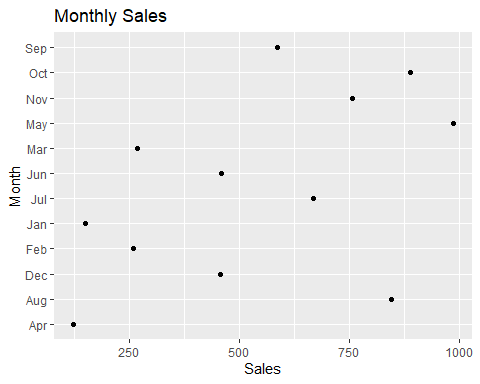 Monthly Sales
Month
Sep
Oct
Nov
May
Mar
Jun
Jul
Jan
Feb
Dec
Aug
Apr
250
500
750
1000
Sales